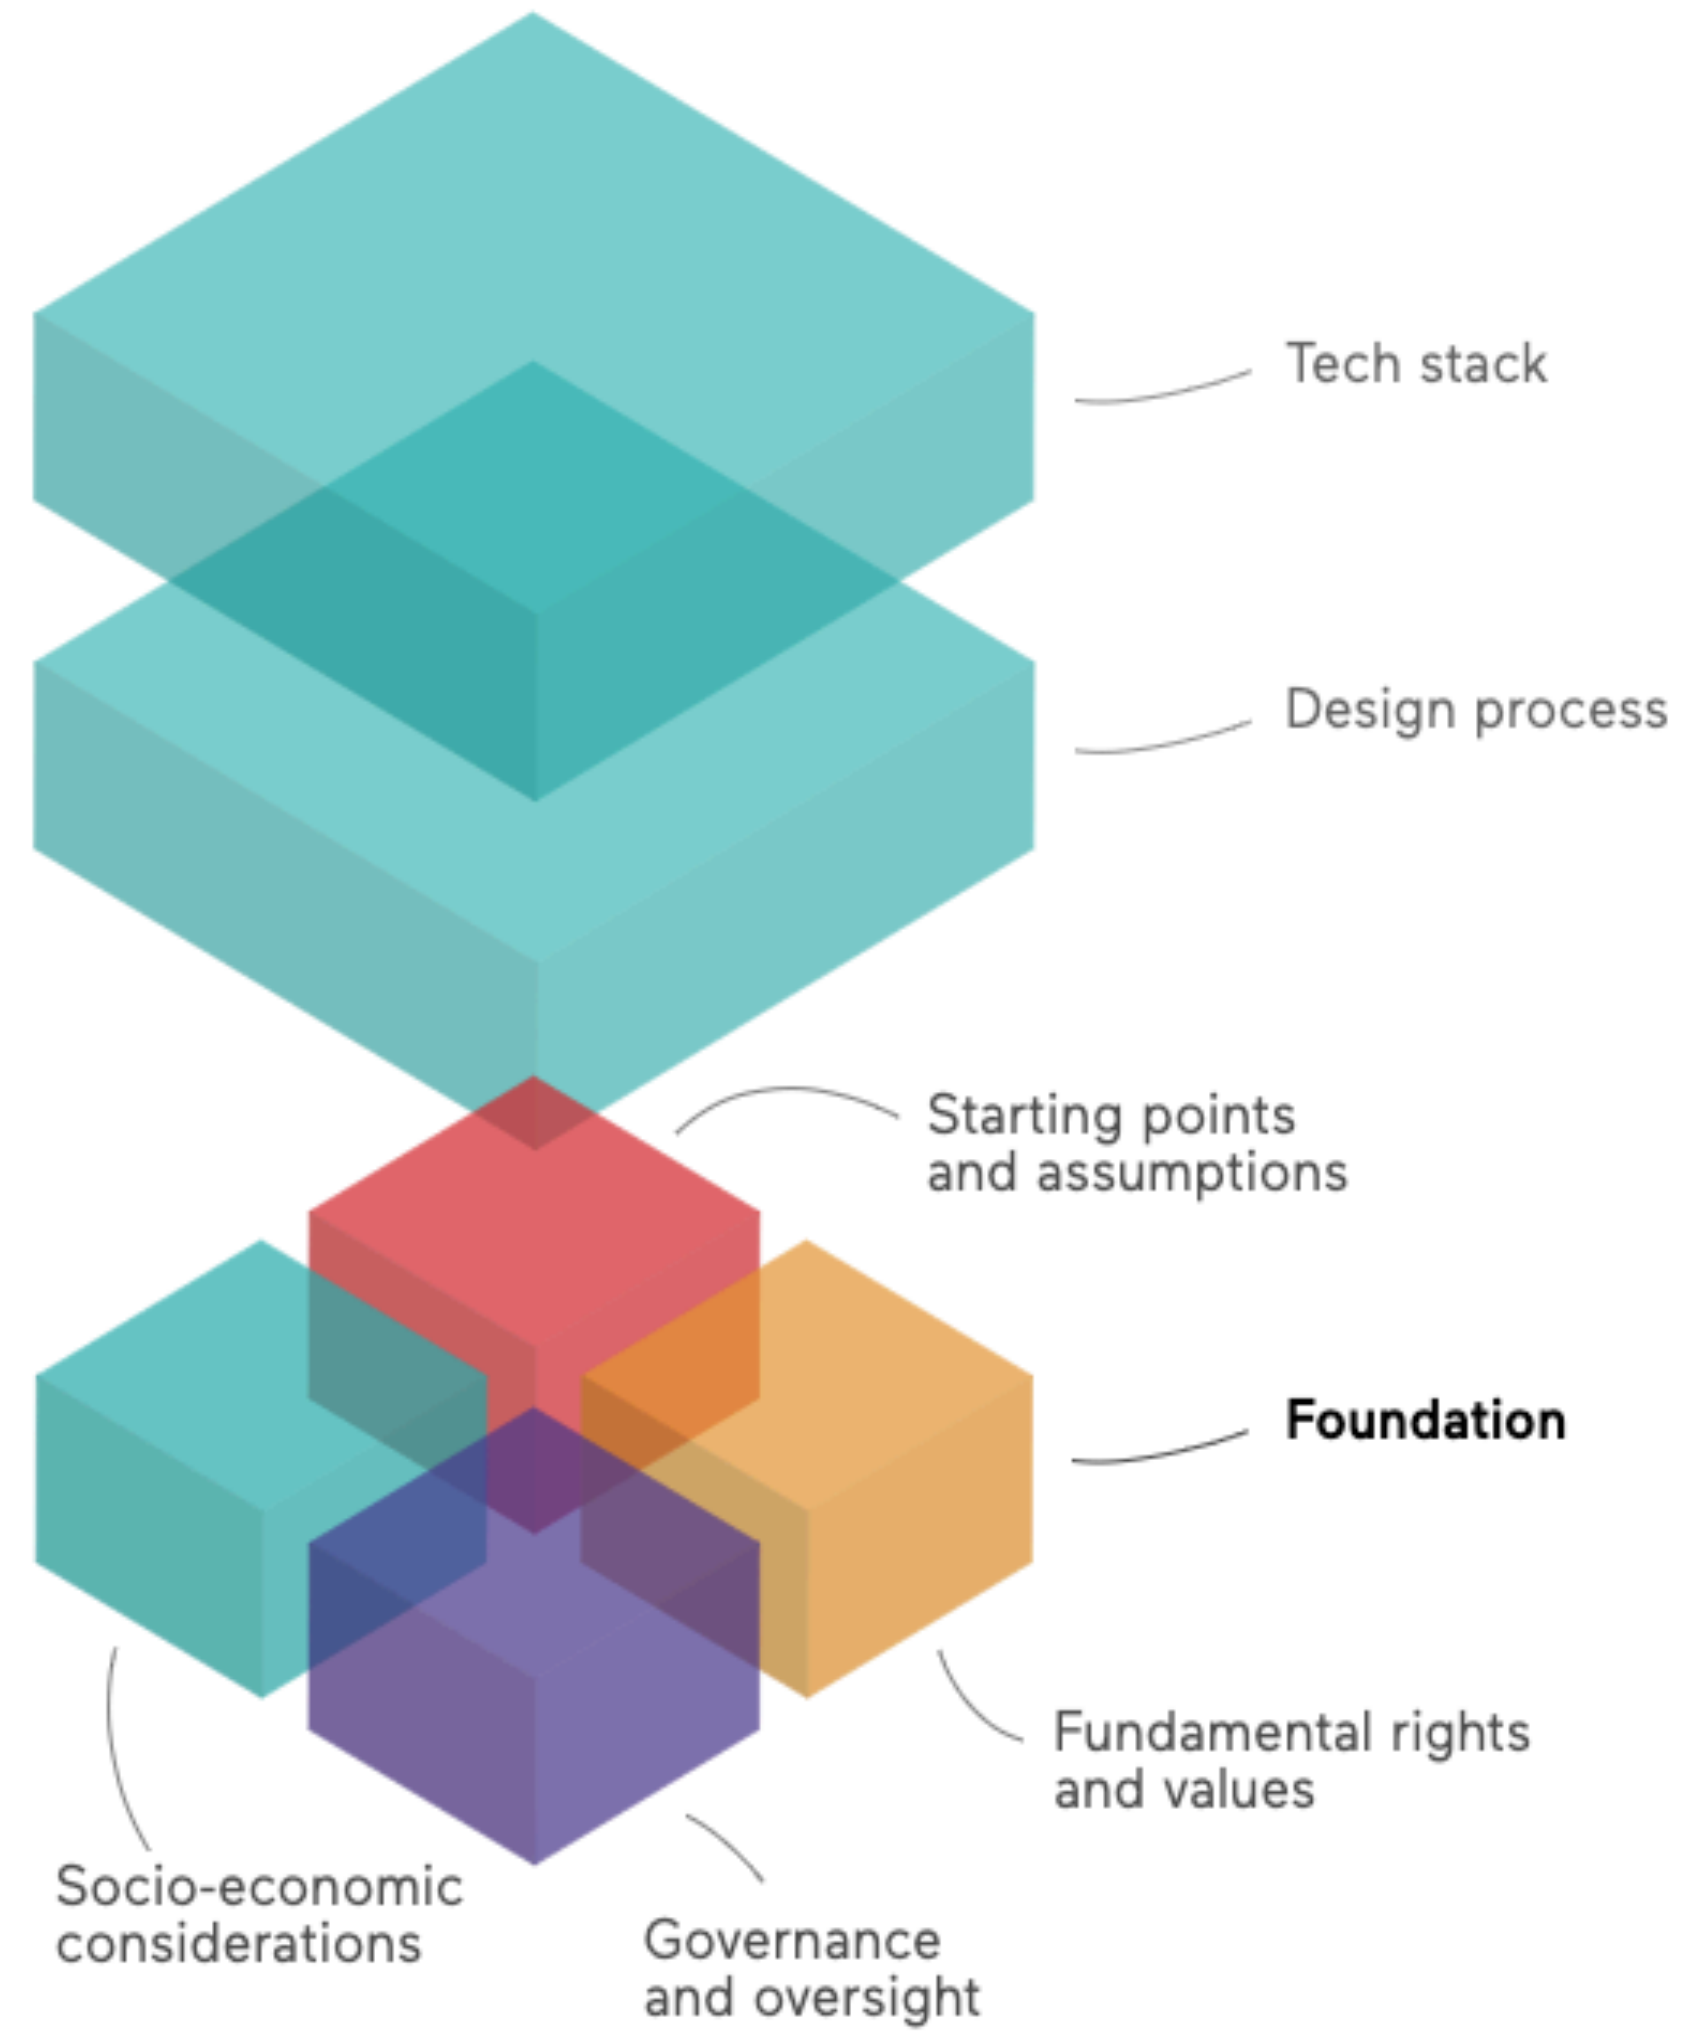 Tech stack
Design process
Starting points
and assumptions
Foundation
Fundamental rights
and values
Socio-economic
considerations
Governance
and oversight